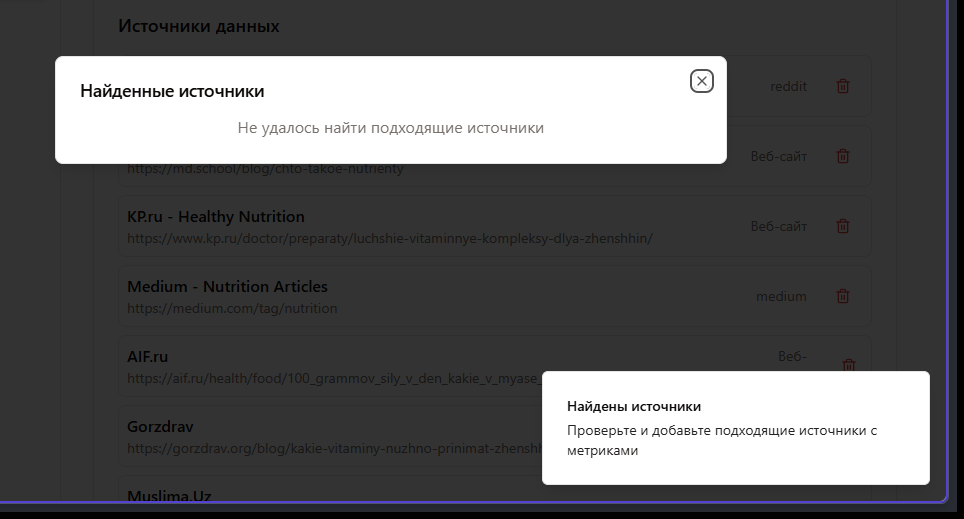 Источники данных
Найденные источники
Не удалось найти подходящие источники
reddit
https://md.school/blog/chto-takoe-nutrienty
Веб-сайт
KP.ru - Healthy Nutrition
https://www.kp.ru/doctor/preparaty/luchshie-vitaminnye-kompleksy-dlya-zhenshhin/
Веб-сайт
Medium - Nutrition Articles
https://medium.com/tag/nutrition
medium
AIF.ru
https://aif.ru/health/food/100_grammov_sily_v_den_kakie_v_myase_
Веб-
Gorzdrav
https://gorzdrav.org/blog/kakie-vitaminy-nuzhno-prinimat-zhensh
Muslima.Uz
Найдены источники
Проверьте и добавьте подходящие источники с
метриками